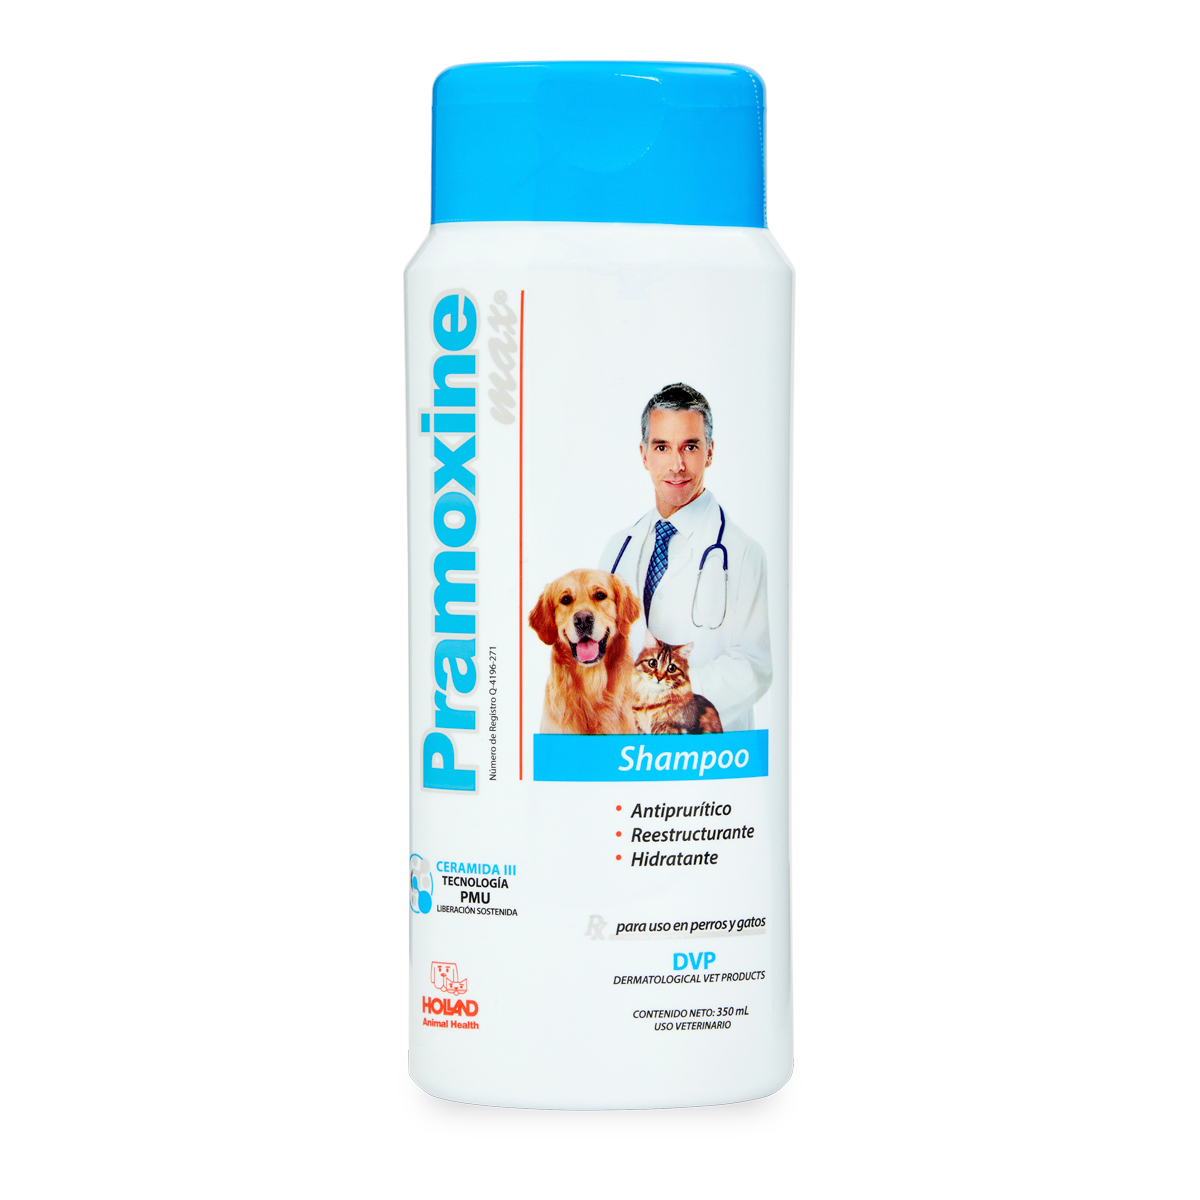 Pramoxine
max®
Número de Registro Q-4196-271
Shampoo
• Antiprurítico
• Reestructurante
• Hidratante
CERAMIDA III
TECNOLOGÍA
PMU
LIBERACIÓN SOSTENIDA
Rx para uso en perros y gatos
DVP
DERMATOLOGICAL VET PRODUCTS
HOLLAND
Animal Health
CONTENIDO NETO: 350 mL
USO VETERINARIO